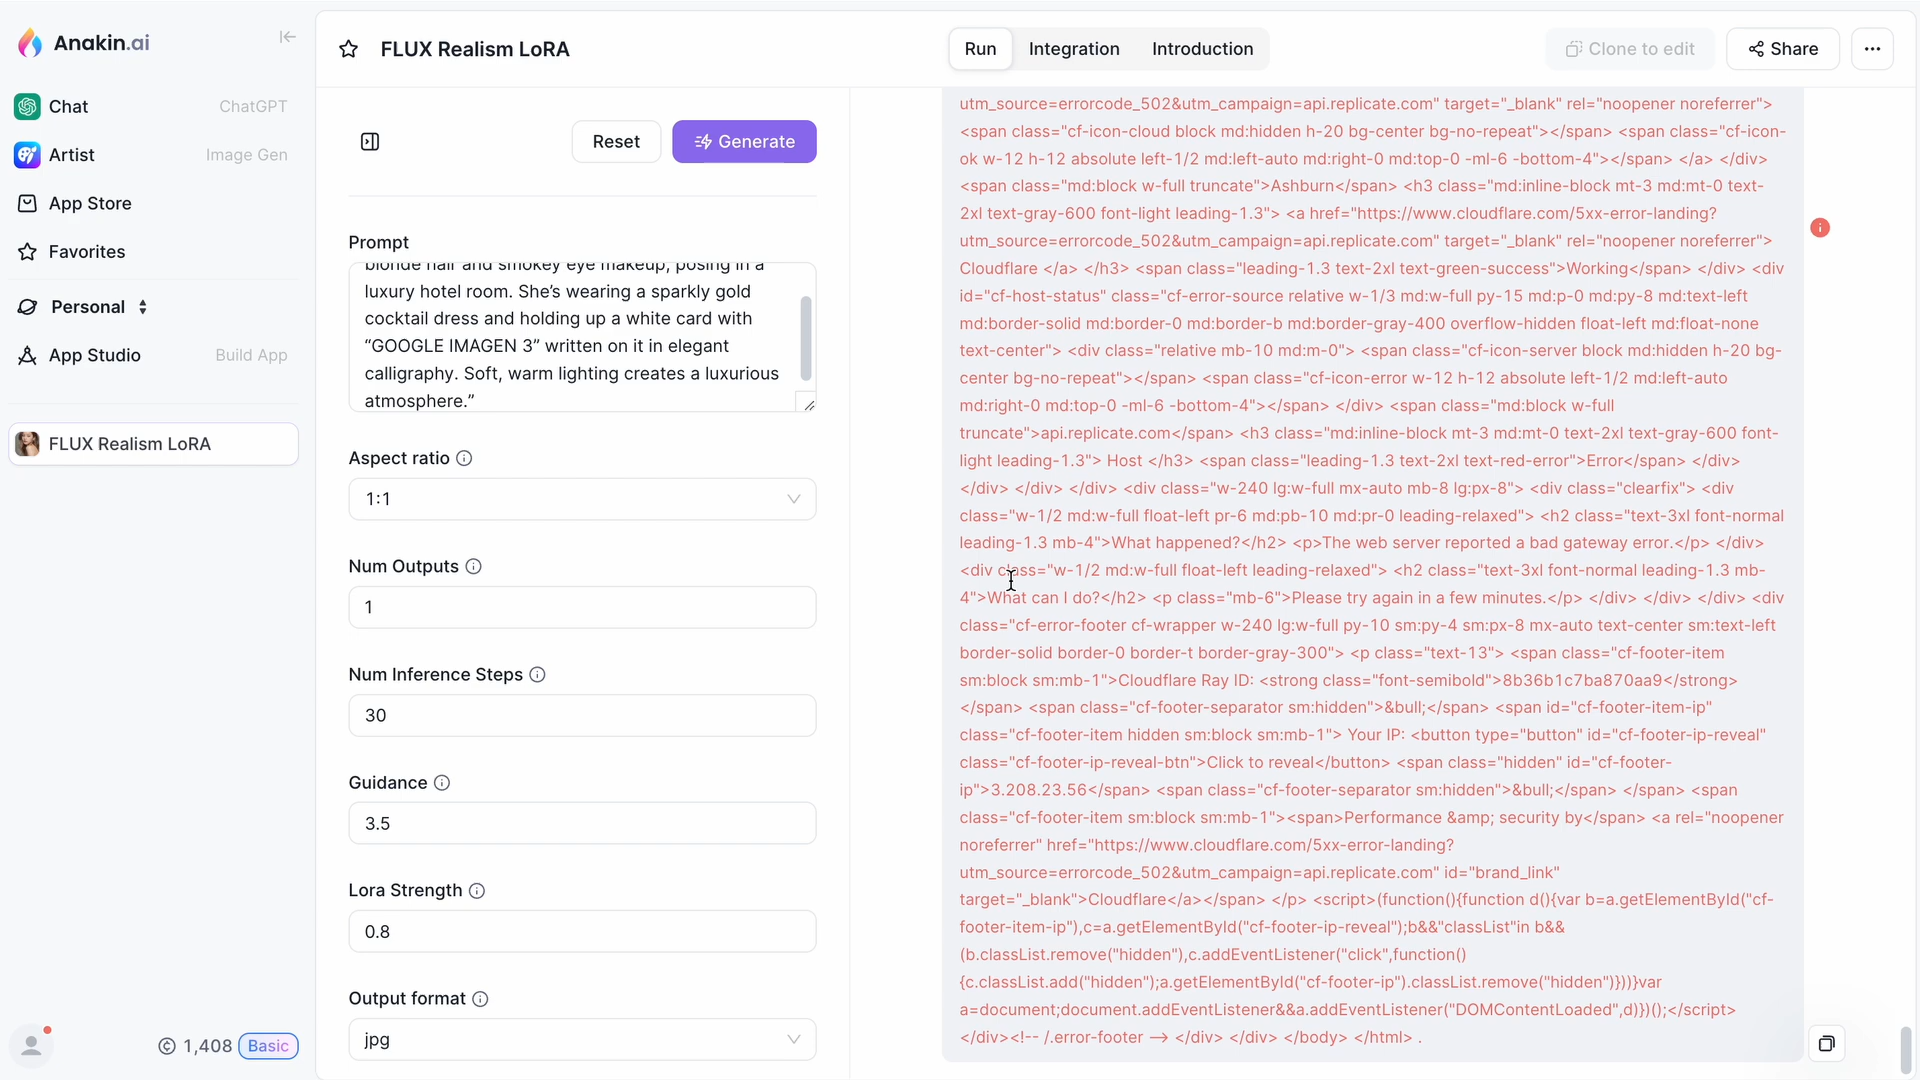 Anakin.ai
Chat ChatGPT
Artist Image Gen
App Store
Favorites
Personal
App Studio Build App
FLUX Realism LoRA
1,408 Basic
FLUX Realism LoRA
Run Integration Introduction
Clone to edit Share
Reset Generate
Prompt
blonde hair and smokey eye makeup, posing in a
luxury hotel room. She’s wearing a sparkly gold
cocktail dress and holding up a white card with
“GOOGLE IMAGEN 3” written on it in elegant
calligraphy. Soft, warm lighting creates a luxurious
atmosphere.”
Aspect ratio
1:1
Num Outputs
1
Num Inference Steps
30
Guidance
3.5
Lora Strength
0.8
Output format
jpg
utm_source=errorcode_502&utm_campaign=api.replicate.com" target="_blank" rel="noopener noreferrer">
<span class="cf-icon-cloud block md:hidden h-20 bg-center bg-no-repeat"></span> <span class="cf-icon-
ok w-12 h-12 absolute left-1/2 md:left-auto md:right-0 md:top-0 -ml-6 -bottom-4"></span> </a> </div>
<span class="md:block w-full truncate">Ashburn</span> <h3 class="md:inline-block mt-3 md:mt-0 text-
2xl text-gray-600 font-light leading-1.3"> <a href="https://www.cloudflare.com/5xx-error-landing?
utm_source=errorcode_502&utm_campaign=api.replicate.com" target="_blank" rel="noopener noreferrer">
Cloudflare </a> </h3> <span class="leading-1.3 text-2xl text-green-success">Working</span> </div> <div
id="cf-host-status" class="cf-error-source relative w-1/3 md:w-full py-15 md:p-0 md:py-8 md:text-left
md:border-solid md:border-0 md:border-b md:border-gray-400 overflow-hidden float-left md:float-none
text-center"> <div class="relative mb-10 md:m-0"> <span class="cf-icon-server block md:hidden h-20 bg-
center bg-no-repeat"></span> <span class="cf-icon-error w-12 h-12 absolute left-1/2 md:left-auto
md:right-0 md:top-0 -ml-6 -bottom-4"></span> </div> <span class="md:block w-full
truncate">api.replicate.com</span> <h3 class="md:inline-block mt-3 md:mt-0 text-2xl text-gray-600 font-
light leading-1.3"> Host </h3> <span class="leading-1.3 text-2xl text-red-error">Error</span> </div>
</div> </div> </div> <div class="w-240 lg:w-full mx-auto mb-8 lg:px-8"> <div class="clearfix"> <div
class="w-1/2 md:w-full float-left pr-6 md:pb-10 md:pr-0 leading-relaxed"> <h2 class="text-3xl font-normal
leading-1.3 mb-4">What happened?</h2> <p>The web server reported a bad gateway error.</p> </div>
<div class="w-1/2 md:w-full float-left leading-relaxed"> <h2 class="text-3xl font-normal leading-1.3 mb-
4">What can I do?</h2> <p class="mb-6">Please try again in a few minutes.</p> </div> </div> </div> <div
class="cf-error-footer cf-wrapper w-240 lg:w-full py-10 sm:py-4 sm:px-8 mx-auto text-center sm:text-left
border-solid border-0 border-t border-gray-300"> <p class="text-13"> <span class="cf-footer-item
sm:block sm:mb-1">Cloudflare Ray ID: <strong class="font-semibold">8b36b1c7ba870aa9</strong>
</span> <span class="cf-footer-separator sm:hidden">&bull;</span> <span id="cf-footer-item-ip"
class="cf-footer-item hidden sm:block sm:mb-1"> Your IP: <button type="button" id="cf-footer-ip-reveal"
class="cf-footer-ip-reveal-btn">Click to reveal</button> <span class="hidden" id="cf-footer-
ip">3.208.23.56</span> <span class="cf-footer-separator sm:hidden">&bull;</span> </span> <span
class="cf-footer-item sm:block sm:mb-1"><span>Performance &amp; security by</span> <a rel="noopener
noreferrer" href="https://www.cloudflare.com/5xx-error-landing?
utm_source=errorcode_502&utm_campaign=api.replicate.com" id="brand_link"
target="_blank">Cloudflare</a></span> </p> <script>(function(){function d(){var b=a.getElementById("cf-
footer-item-ip"),c=a.getElementById("cf-footer-ip-reveal");b&&"classList"in b&&
(b.classList.remove("hidden"),c.addEventListener("click",function()
{c.classList.add("hidden");a.getElementById("cf-footer-ip").classList.remove("hidden")}))}var
a=document;document.addEventListener&&a.addEventListener("DOMContentLoaded",d)})();</script>
</div><!-- /.error-footer --> </div> </div> </body> </html> .